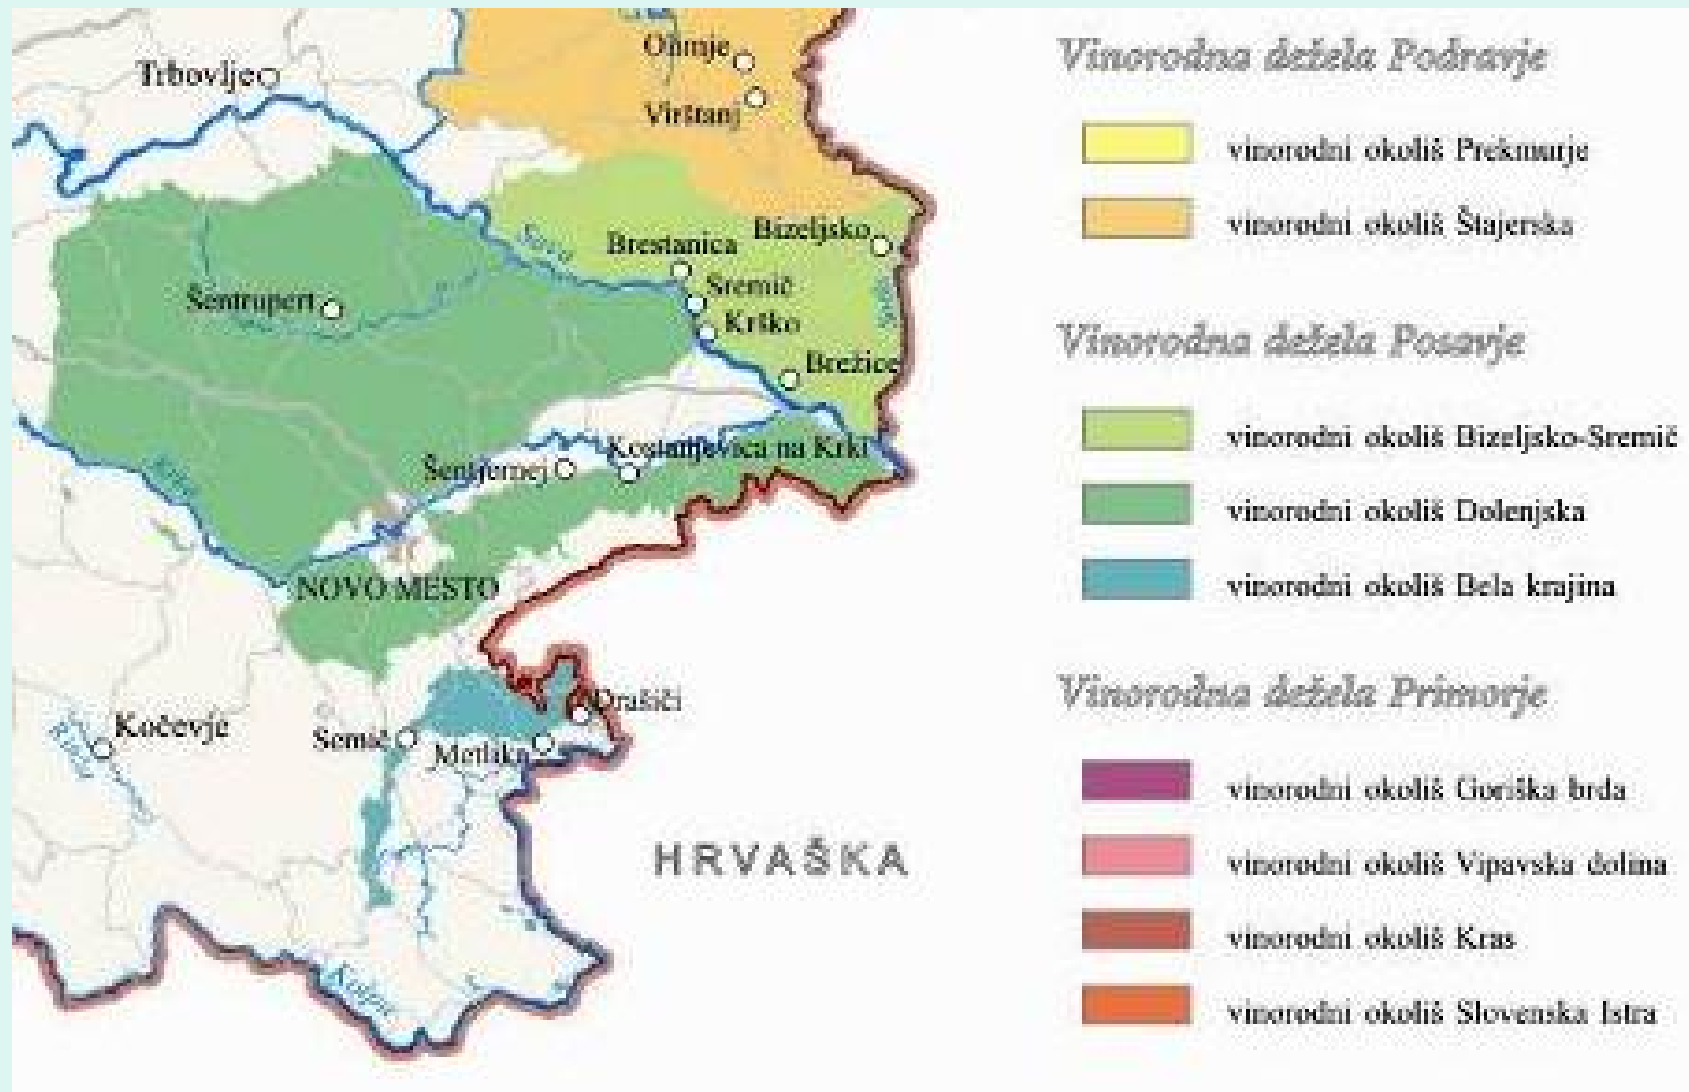 Olimje
Trbovlje
Virštanj
Bizeljsko
Brestanica
Sava
Sremič
Šentrupert
Krško
Brežice
Kostanjevica na Krki
Šentjernej
Krka
NOVO MESTO
Drašiči
Kočevje
Semič
Metlika
HRVAŠKA
Kolpa
Vinorodna dežela Podravje
vinorodni okoliš Prekmurje
vinorodni okoliš Štajerska
Vinorodna dežela Posavje
vinorodni okoliš Bizeljsko-Sremič
vinorodni okoliš Dolenjska
vinorodni okoliš Bela krajina
Vinorodna dežela Primorje
vinorodni okoliš Goriška brda
vinorodni okoliš Vipavska dolina
vinorodni okoliš Kras
vinorodni okoliš Slovenska Istra